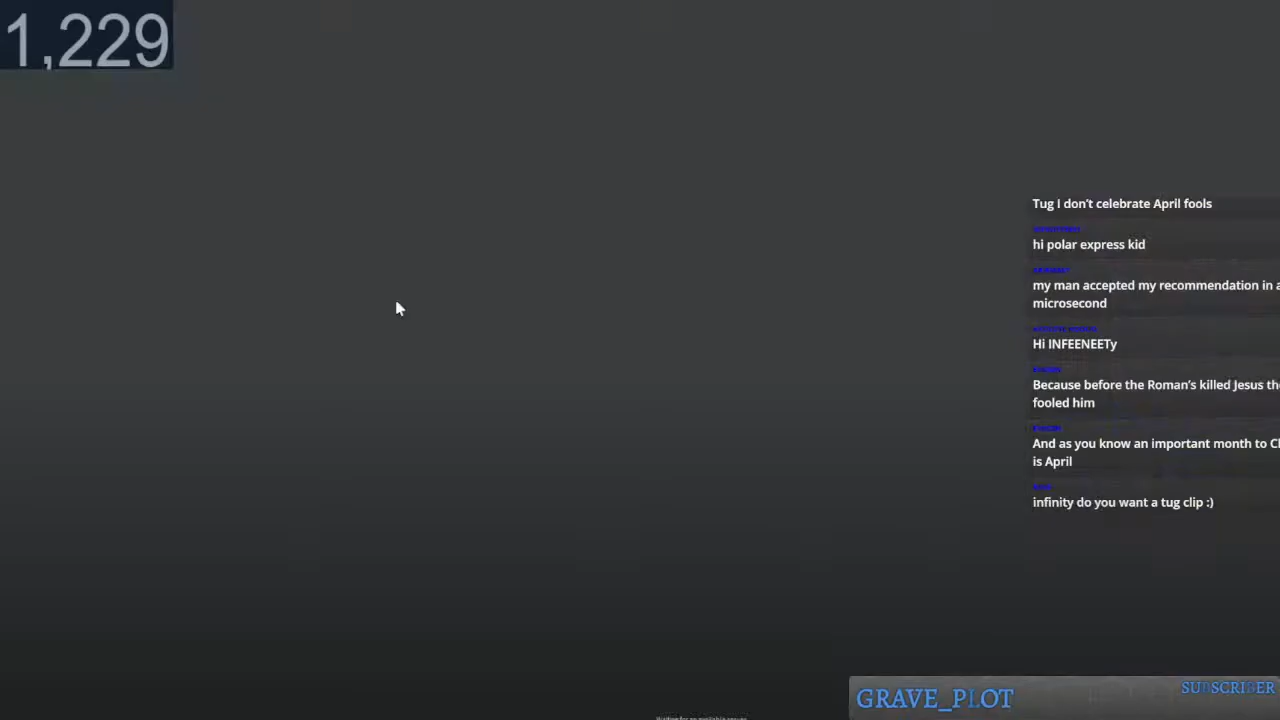 1,229
Tug I don't celebrate April fools
hi polar express kid
my man accepted my recommendation in a
microsecond
Hi INFEENEETy
Because before the Roman's killed Jesus the
fooled him
And as you know an important month to C
is April
infinity do you want a tug clip :)
SUBSCRIBER
GRAVE_PLOT